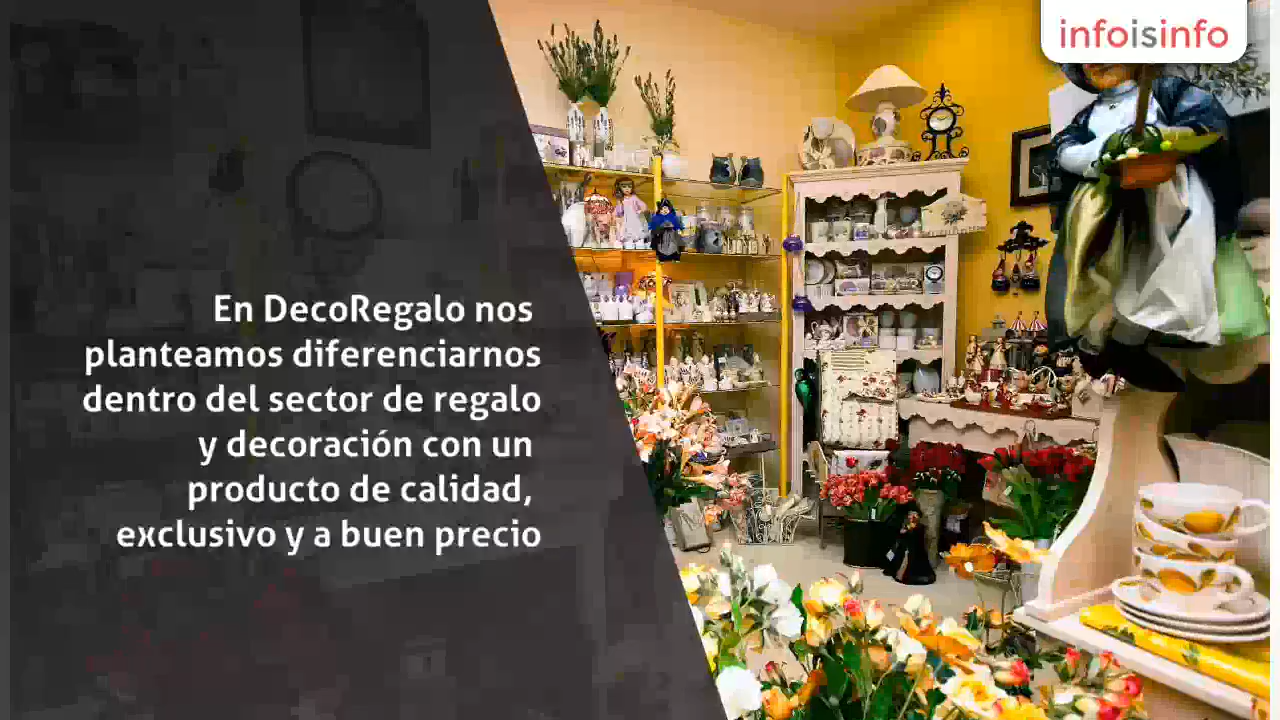 infoisinfo
En DecoRegalo nos
planteamos diferenciarnos
dentro del sector de regalo
y decoración con un
producto de calidad,
exclusivo y a buen precio